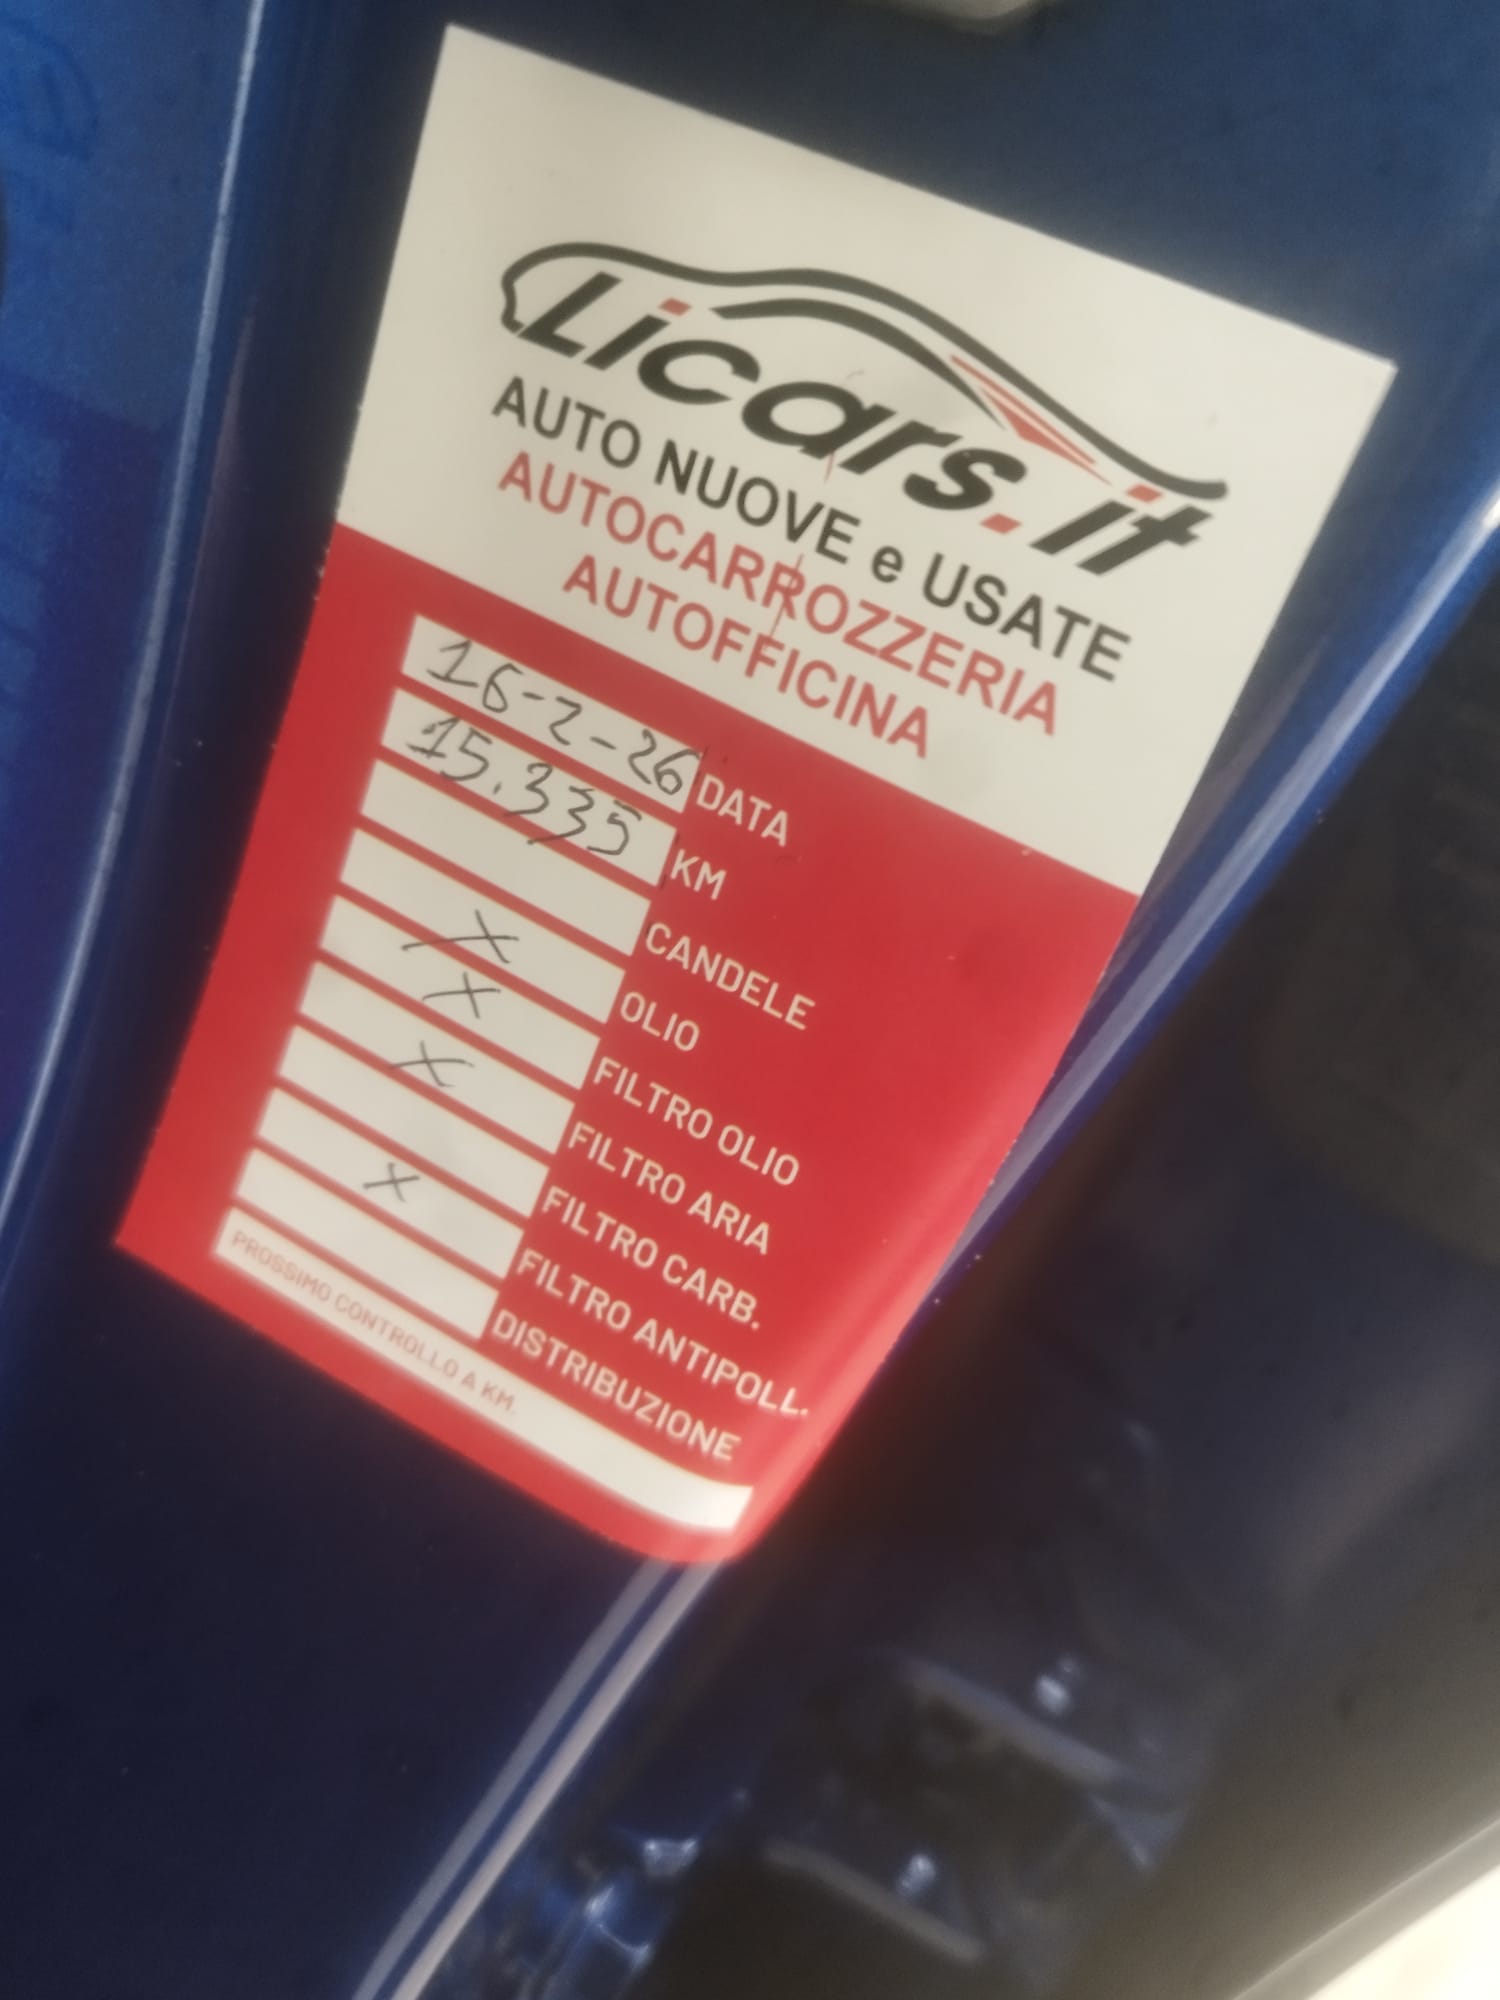 Licars.it
AUTO NUOVE e USATE
AUTOCARROZZERIA
AUTOFFICINA
16-2-26 DATA
15.335 KM
CANDELE
X OLIO
X FILTRO OLIO
X FILTRO ARIA
FILTRO CARB.
X FILTRO ANTIPOLL.
DISTRIBUZIONE
PROSSIMO CONTROLLO A KM.